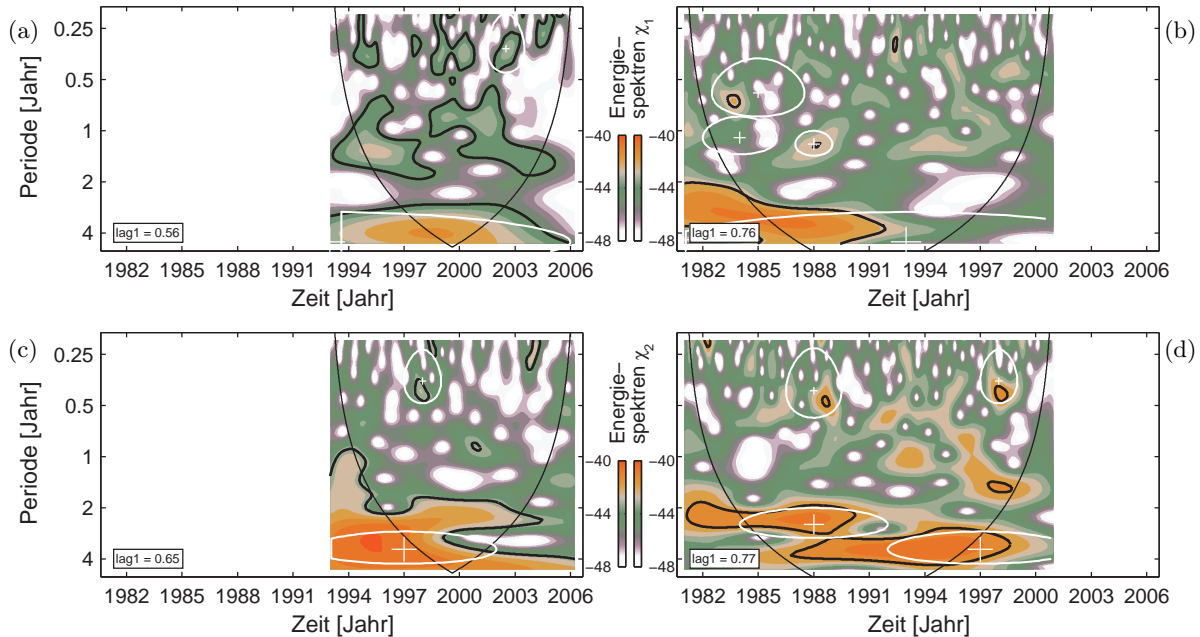 (a)
Periode [Jahr]
0.25
0.5
1
2
4
lag1 = 0.56
1982 1985 1988 1991 1994 1997 2000 2003 2006
Zeit [Jahr]
Energie−
spektren χ1
−40 −40
−44 −44
−48 −48
(b)
lag1 = 0.76
1982 1985 1988 1991 1994 1997 2000 2003 2006
Zeit [Jahr]
(c)
Periode [Jahr]
0.25
0.5
1
2
4
lag1 = 0.65
1982 1985 1988 1991 1994 1997 2000 2003 2006
Zeit [Jahr]
Energie−
spektren χ2
−40 −40
−44 −44
−48 −48
(d)
lag1 = 0.77
1982 1985 1988 1991 1994 1997 2000 2003 2006
Zeit [Jahr]